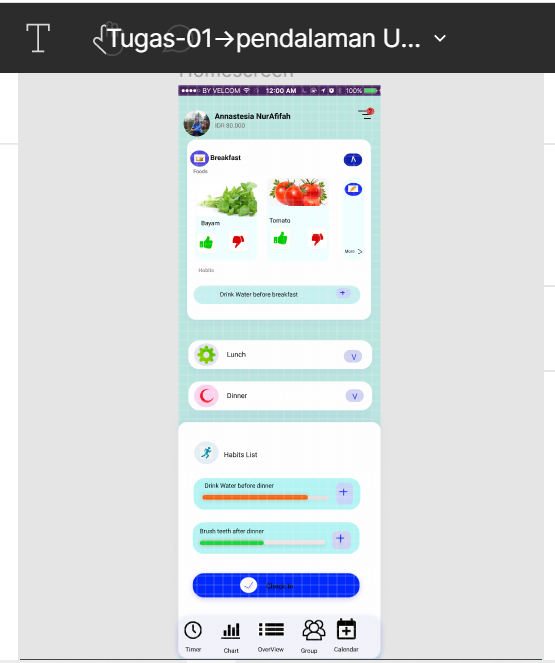 Tugas-01→pendalaman U...
Homescreen
BY VELCOM 12:00 AM 100%
Annastesia NurAfifah
IDR 80.000
Breakfast
Foods
Bayam
Tomato
More >
Habits
Drink Water before breakfast +
Lunch V
Dinner V
Habits List
Drink Water before dinner
+
Brush teeth after dinner
+
Check In
Timer Chart OverView Group Calendar